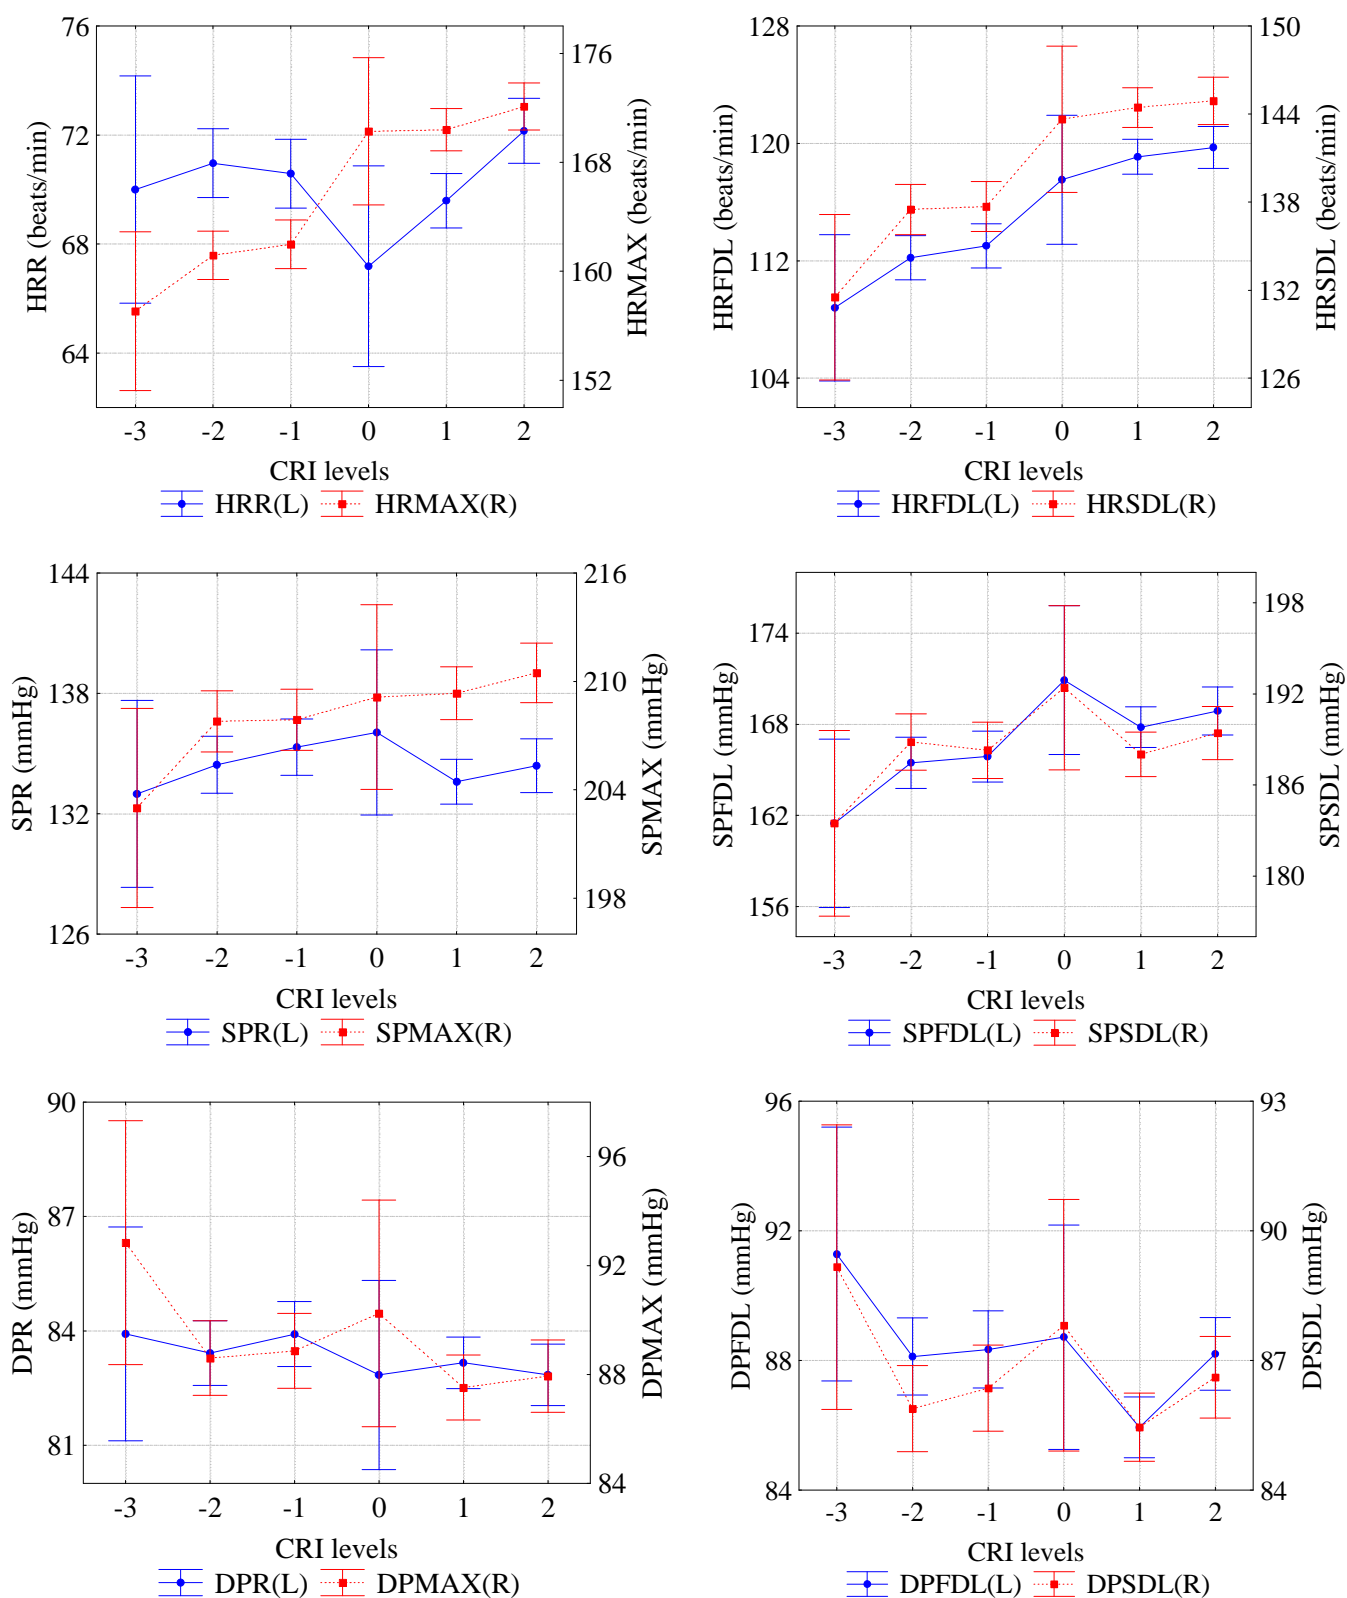 76
72
68
64
HRR (beats/min)
176
168
160
152
HRMAX (beats/min)
-3 -2 -1 0 1 2
CRI levels
HRR(L) HRMAX(R)
128
120
112
104
HRFDL (beats/min)
150
144
138
132
126
HRSDL (beats/min)
-3 -2 -1 0 1 2
CRI levels
HRFDL(L) HRSDL(R)
144
138
132
126
SPR (mmHg)
216
210
204
198
SPMAX (mmHg)
-3 -2 -1 0 1 2
CRI levels
SPR(L) SPMAX(R)
174
168
162
156
SPFDL (mmHg)
198
192
186
180
SPSDL (mmHg)
-3 -2 -1 0 1 2
CRI levels
SPFDL(L) SPSDL(R)
90
87
84
81
DPR (mmHg)
96
92
88
84
DPMAX (mmHg)
-3 -2 -1 0 1 2
CRI levels
DPR(L) DPMAX(R)
96
92
88
84
DPFDL (mmHg)
93
90
87
84
DPSDL (mmHg)
-3 -2 -1 0 1 2
CRI levels
DPFDL(L) DPSDL(R)